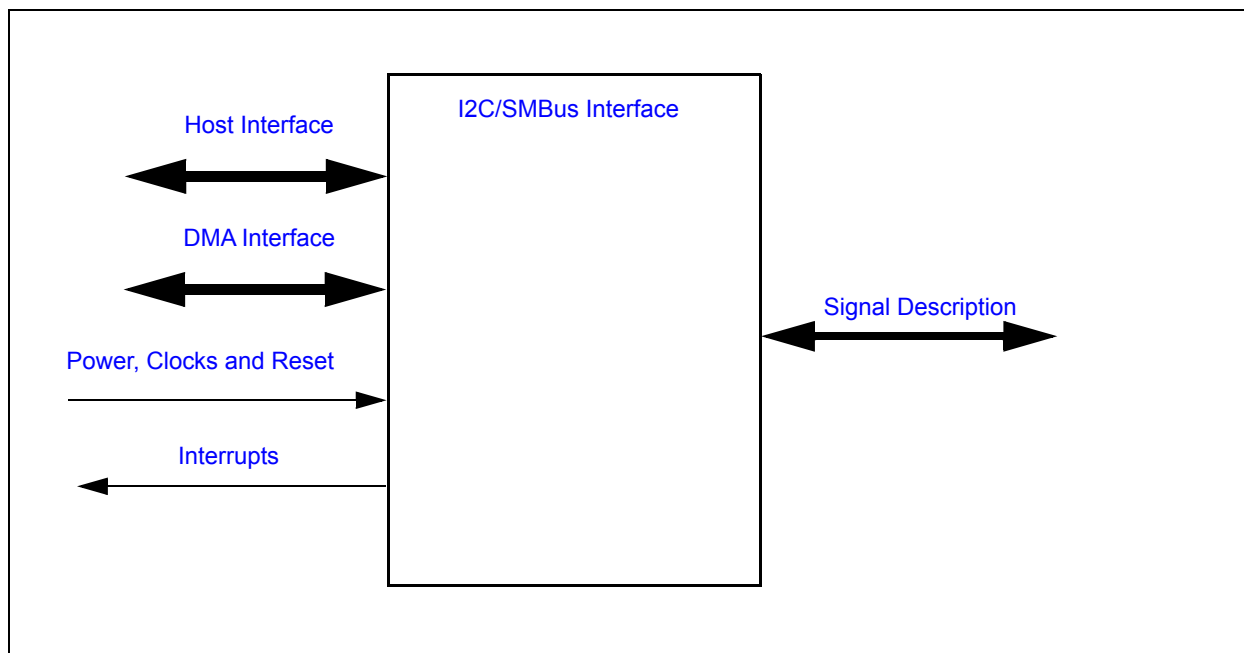 I2C/SMBus Interface
Host Interface
DMA Interface
Signal Description
Power, Clocks and Reset
Interrupts